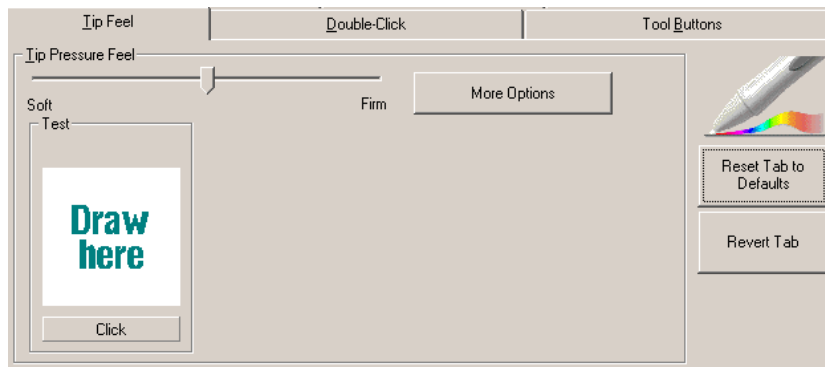 Tip Feel
Double-Click
Tool Buttons
Tip Pressure Feel
Soft
Firm
More Options
Test
Draw
here
Click
Reset Tab to
Defaults
Revert Tab